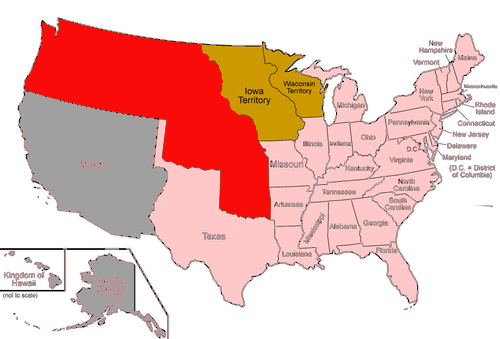 New
Hampshire
Vermont
Maine
Massachusetts
Rhode
Island
Connecticut
New Jersey
Delaware
Maryland
(D.C. = District
of Columbia)
New
York
Pennsylvania
D.C.
Wisconsin
Territory
Iowa
Territory
Michigan
Illinois
Indiana
Ohio
Virginia
Kentucky
Missouri
North
Carolina
Tennessee
South
Carolina
Arkansas
Mississippi
Alabama
Georgia
Louisiana
Florida
Texas
Mexico
Kingdom of
Hawaii
(not to scale)